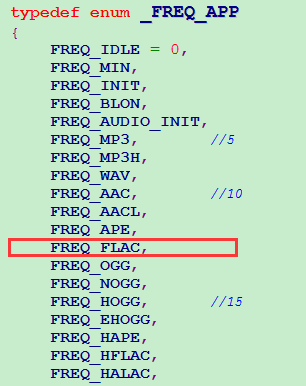 typedef enum _FREQ_APP
{
FREQ_IDLE = 0,
FREQ_MIN,
FREQ_INIT,
FREQ_BLON,
FREQ_AUDIO_INIT,
FREQ_MP3, //5
FREQ_MP3H,
FREQ_WAV,
FREQ_AAC, //10
FREQ_AACL,
FREQ_APE,
FREQ_FLAC,
FREQ_OGG,
FREQ_NOGG,
FREQ_HOGG, //15
FREQ_EHOGG,
FREQ_HAPE,
FREQ_HFLAC,
FREQ_HALAC,